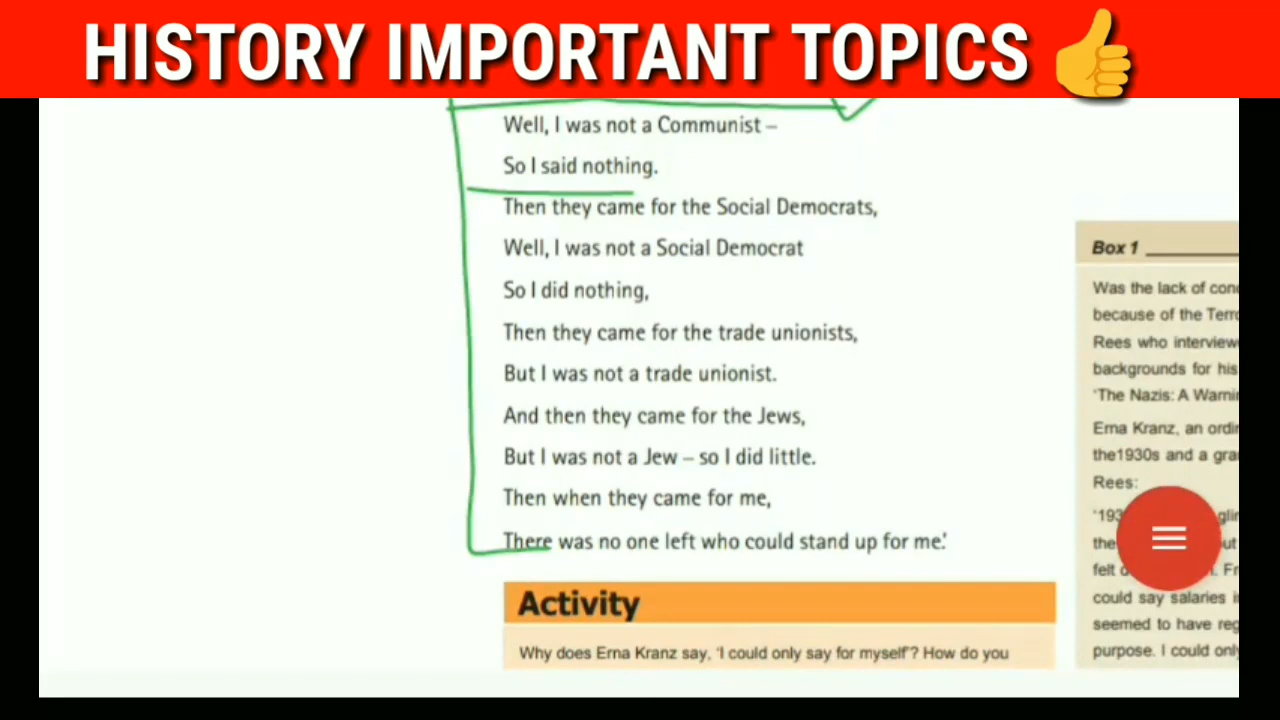 HISTORY IMPORTANT TOPICS
Well, I was not a Communist –
So I said nothing.
Then they came for the Social Democrats,
Well, I was not a Social Democrat
So I did nothing,
Then they came for the trade unionists,
But I was not a trade unionist.
And then they came for the Jews,
But I was not a Jew – so I did little.
Then when they came for me,
There was no one left who could stand up for me.'
Activity
Why does Erna Kranz say, 'I could only say for myself'? How do you
Box 1
Was the lack of
because of the
Rees who
backgrounds for his
'The Nazis: A
Erna Kranz, an
the1930s and a
Rees:
felt
could say salaries
seemed to have
purpose. I could